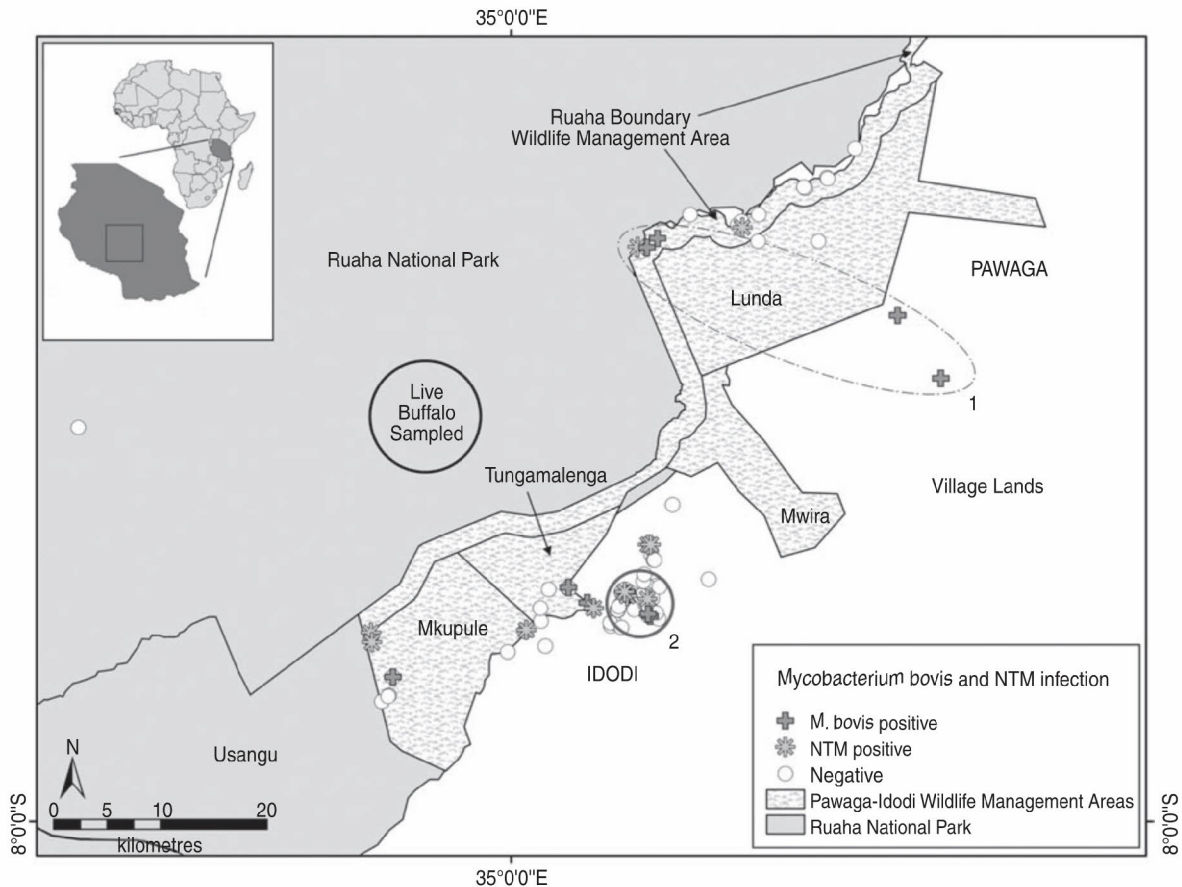 35°0'0"E
Ruaha Boundary
Wildlife Management Area
Ruaha National Park
PAWAGA
Lunda
1
Live
Buffalo
Sampled
Tungamalenga
Village Lands
Mwira
Mkupule
2
IDODI
Usangu
N
0 5 10 20
kilometres
Mycobacterium bovis and NTM infection
M. bovis positive
NTM positive
Negative
Pawaga-Idodi Wildlife Management Areas
Ruaha National Park
8°0'0"S
8°0'0"S
35°0'0"E